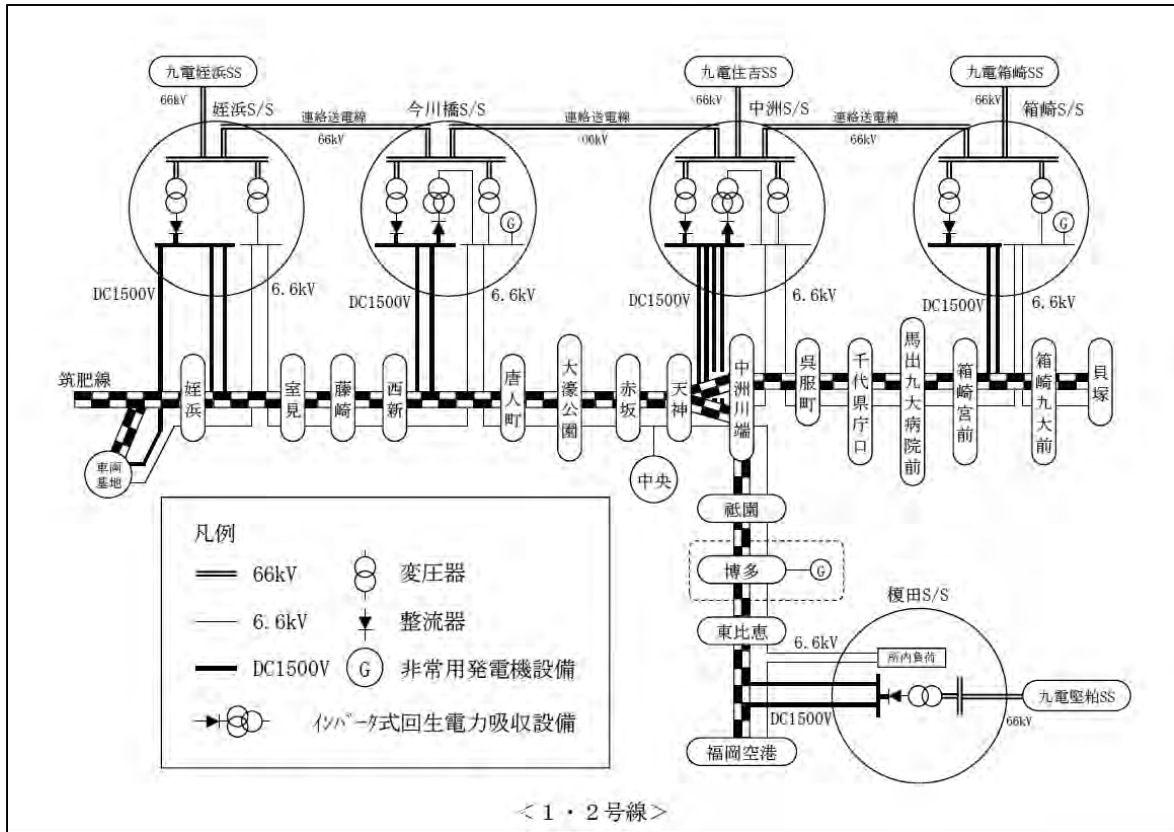 九電姪浜SS
九電住吉SS
九電箱崎SS
66kV
姪浜S/S
連絡送電線
66kV
今川橋S/S
連絡送電線
66kV
66kV
中洲S/S
連絡送電線
66kV
66kV
箱崎S/S
G
G
DC1500V
6.6kV
DC1500V
6.6kV
DC1500V
6.6kV
DC1500V
6.6kV
筑肥線
姪浜
室見
藤崎
西新
唐人町
大濠公園
赤坂
天神
中洲川端
呉服町
千代県庁口
馬出九大病院前
箱崎宮前
箱崎九大前
貝塚
車両
基地
中央
祗園
博多
G
東比恵
福岡空港
6.6kV
榎田S/S
所内負荷
DC1500V
66kV
九電堅粕SS
凡例
66kV
変圧器
6.6kV
整流器
DC1500V
G
非常用発電機設備
インバータ式回生電力吸収設備
<1・2号線>